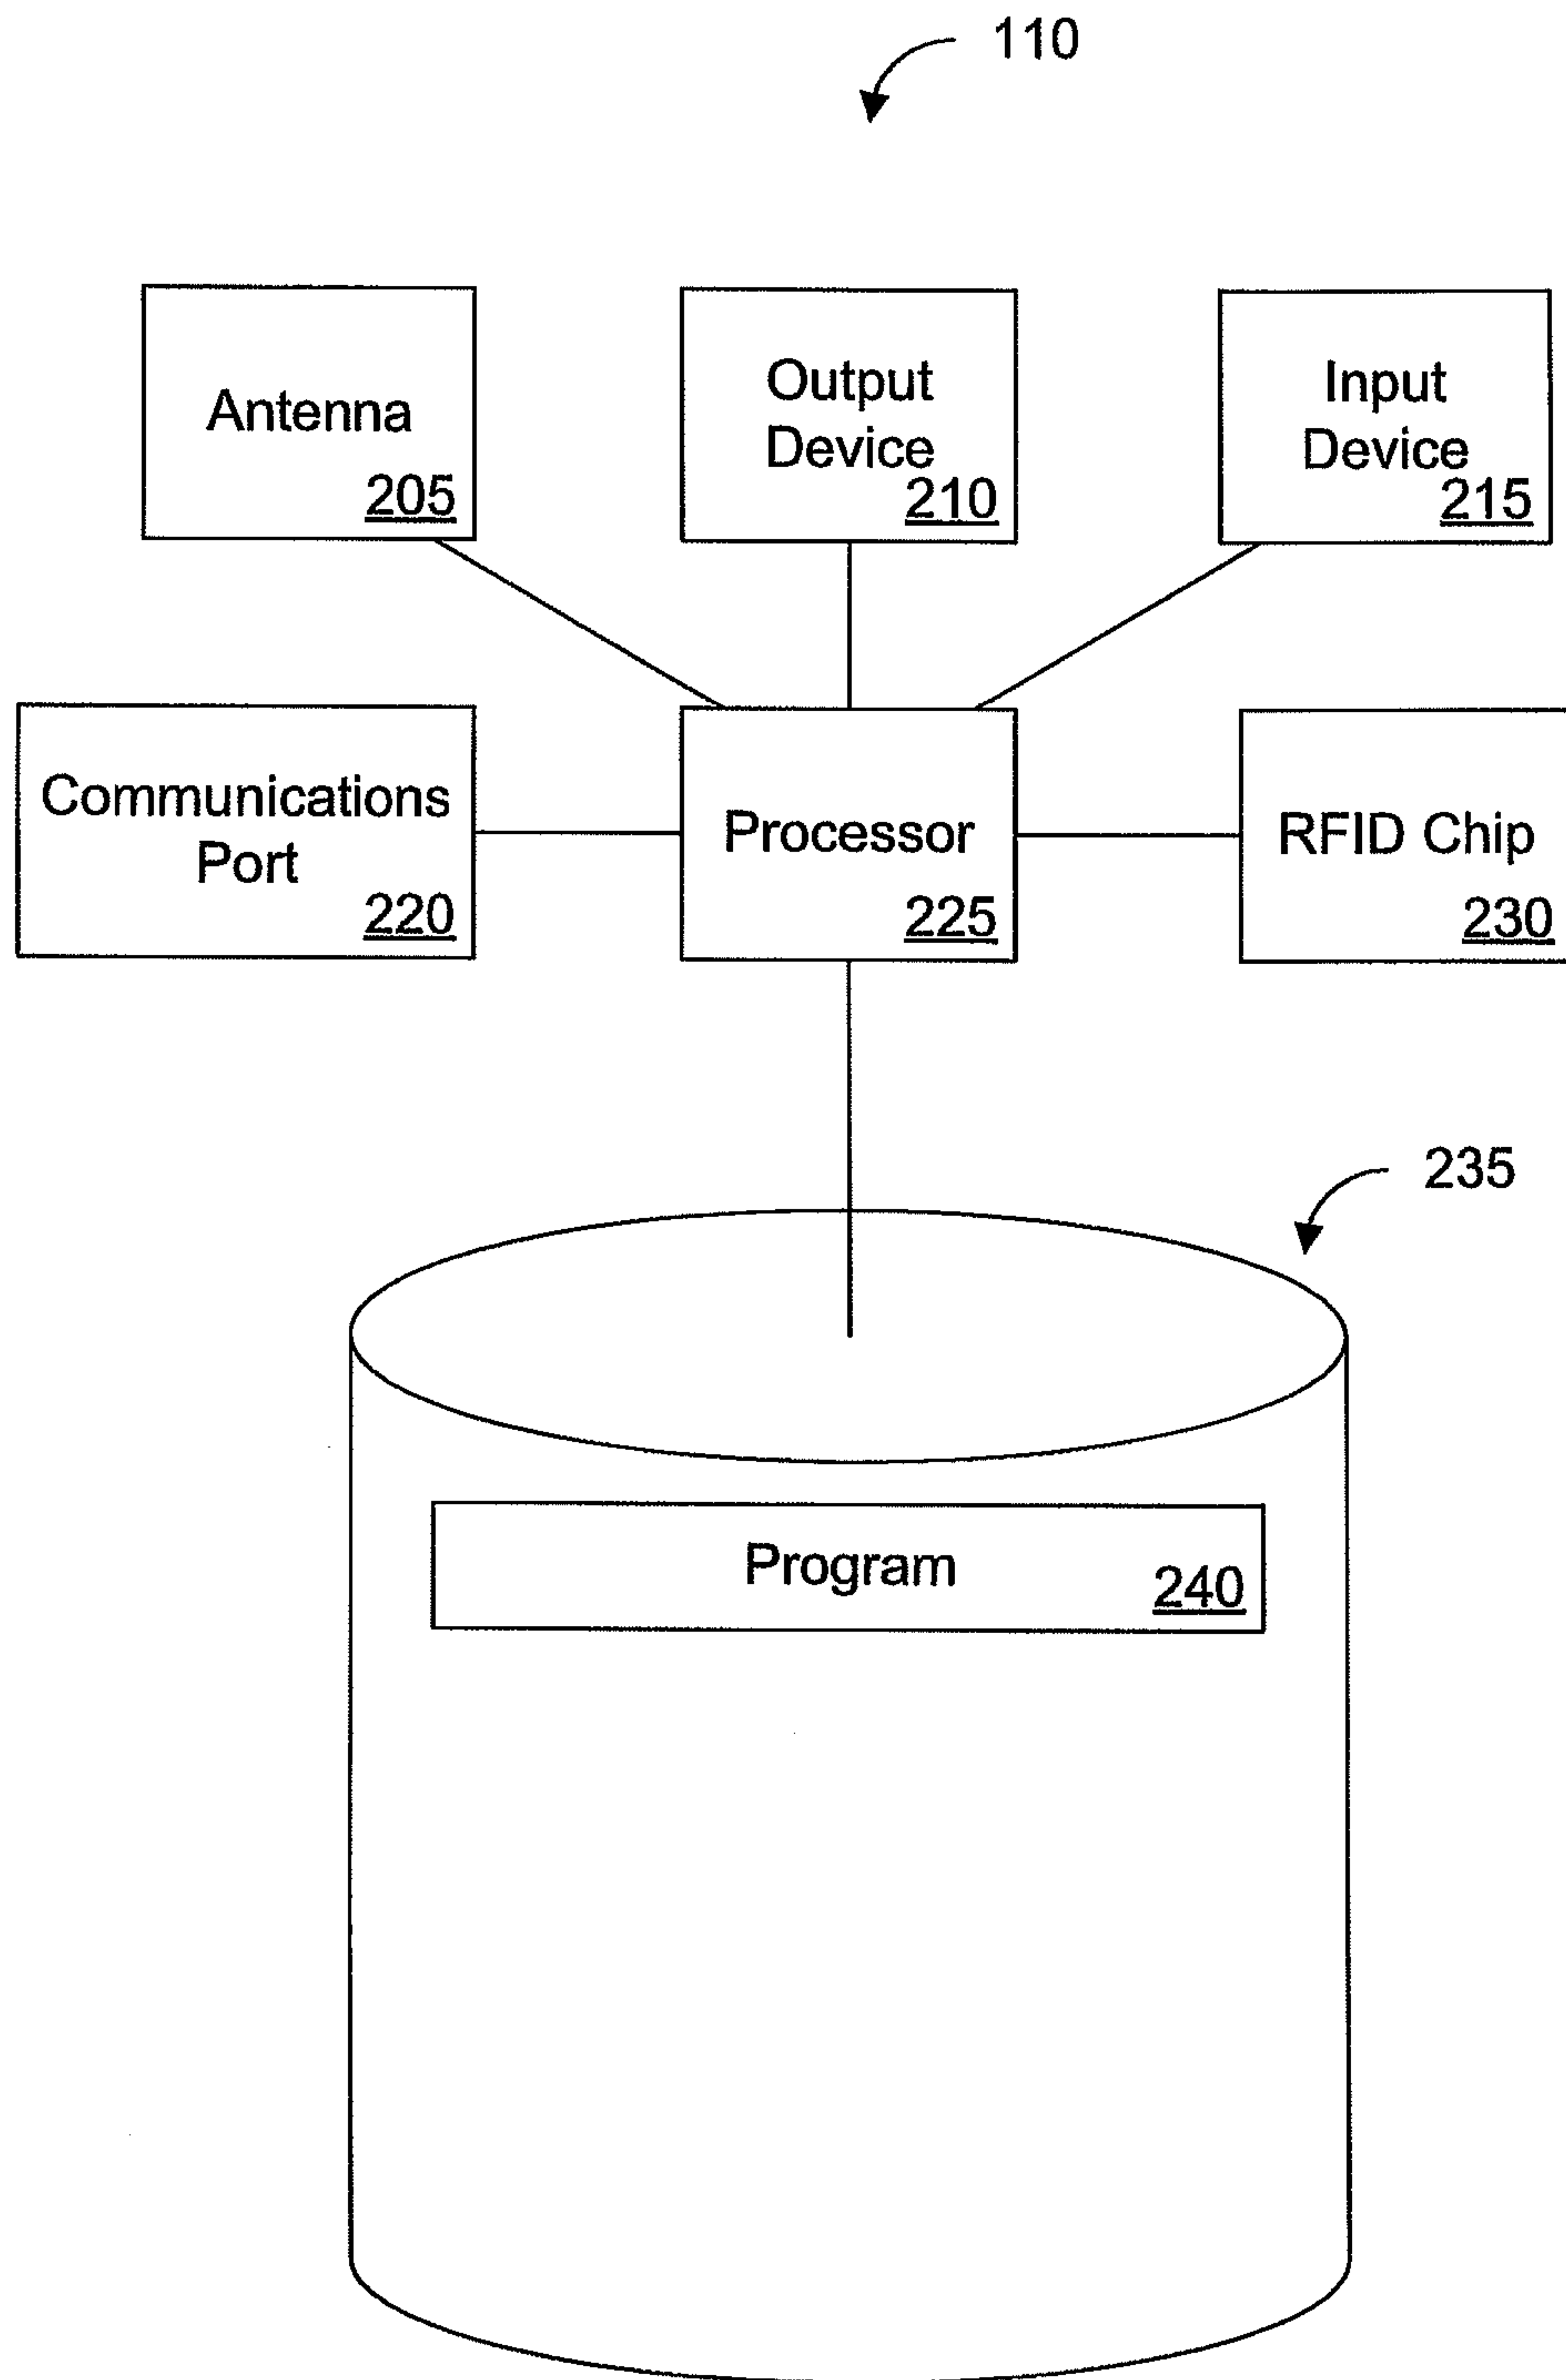 110
Antenna
205
Output
Device
210
Input
Device
215
Communications
Port
220
Processor
225
RFID Chip
230
235
Program
240